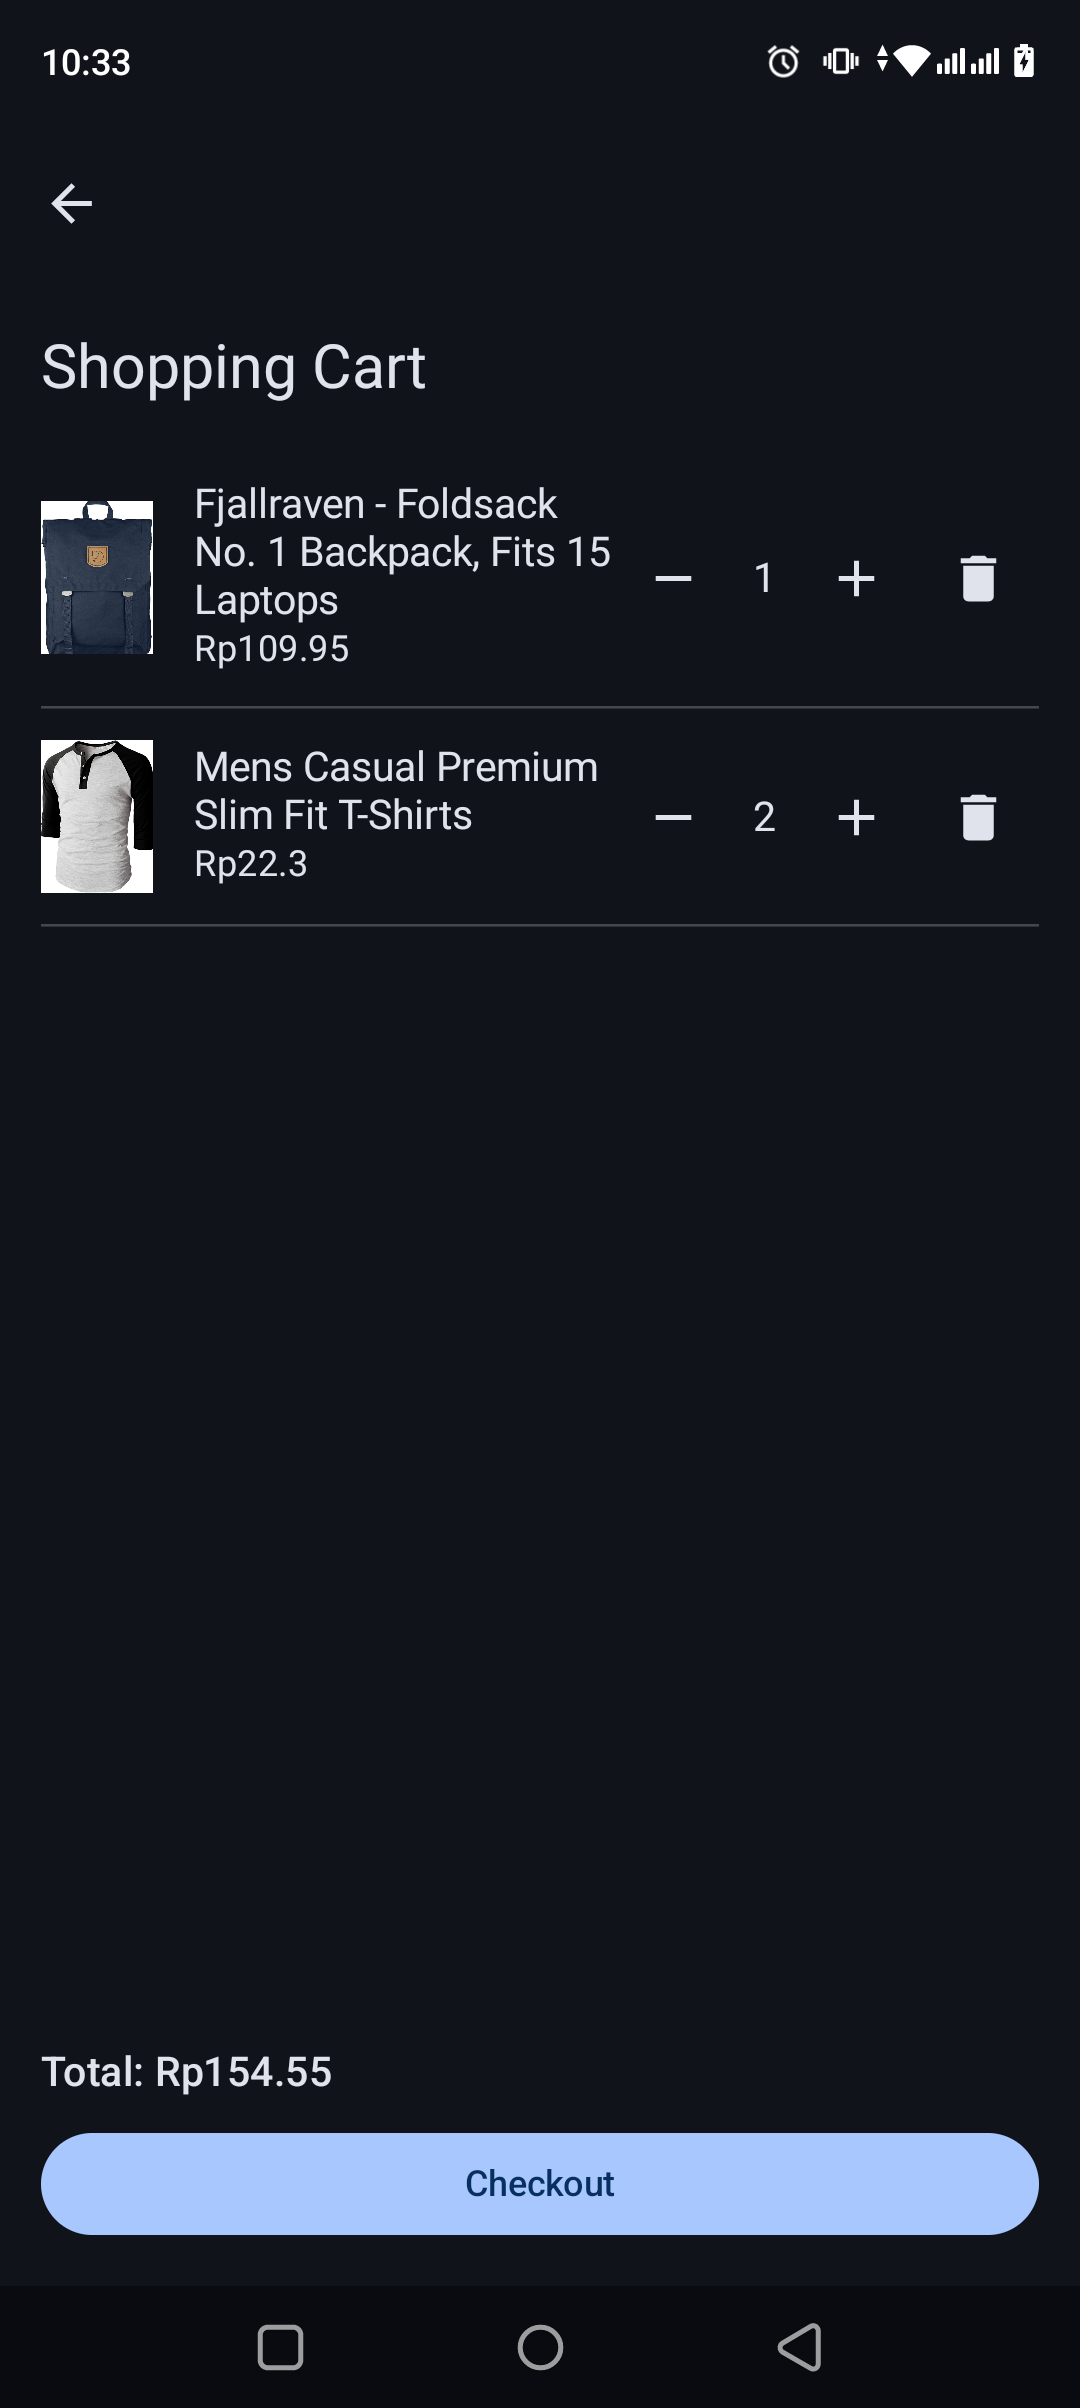 10:33
Shopping Cart
Fjallraven - Foldsack
No. 1 Backpack, Fits 15
Laptops
Rp109.95
1
Mens Casual Premium
Slim Fit T-Shirts
Rp22.3
2
Total: Rp154.55
Checkout